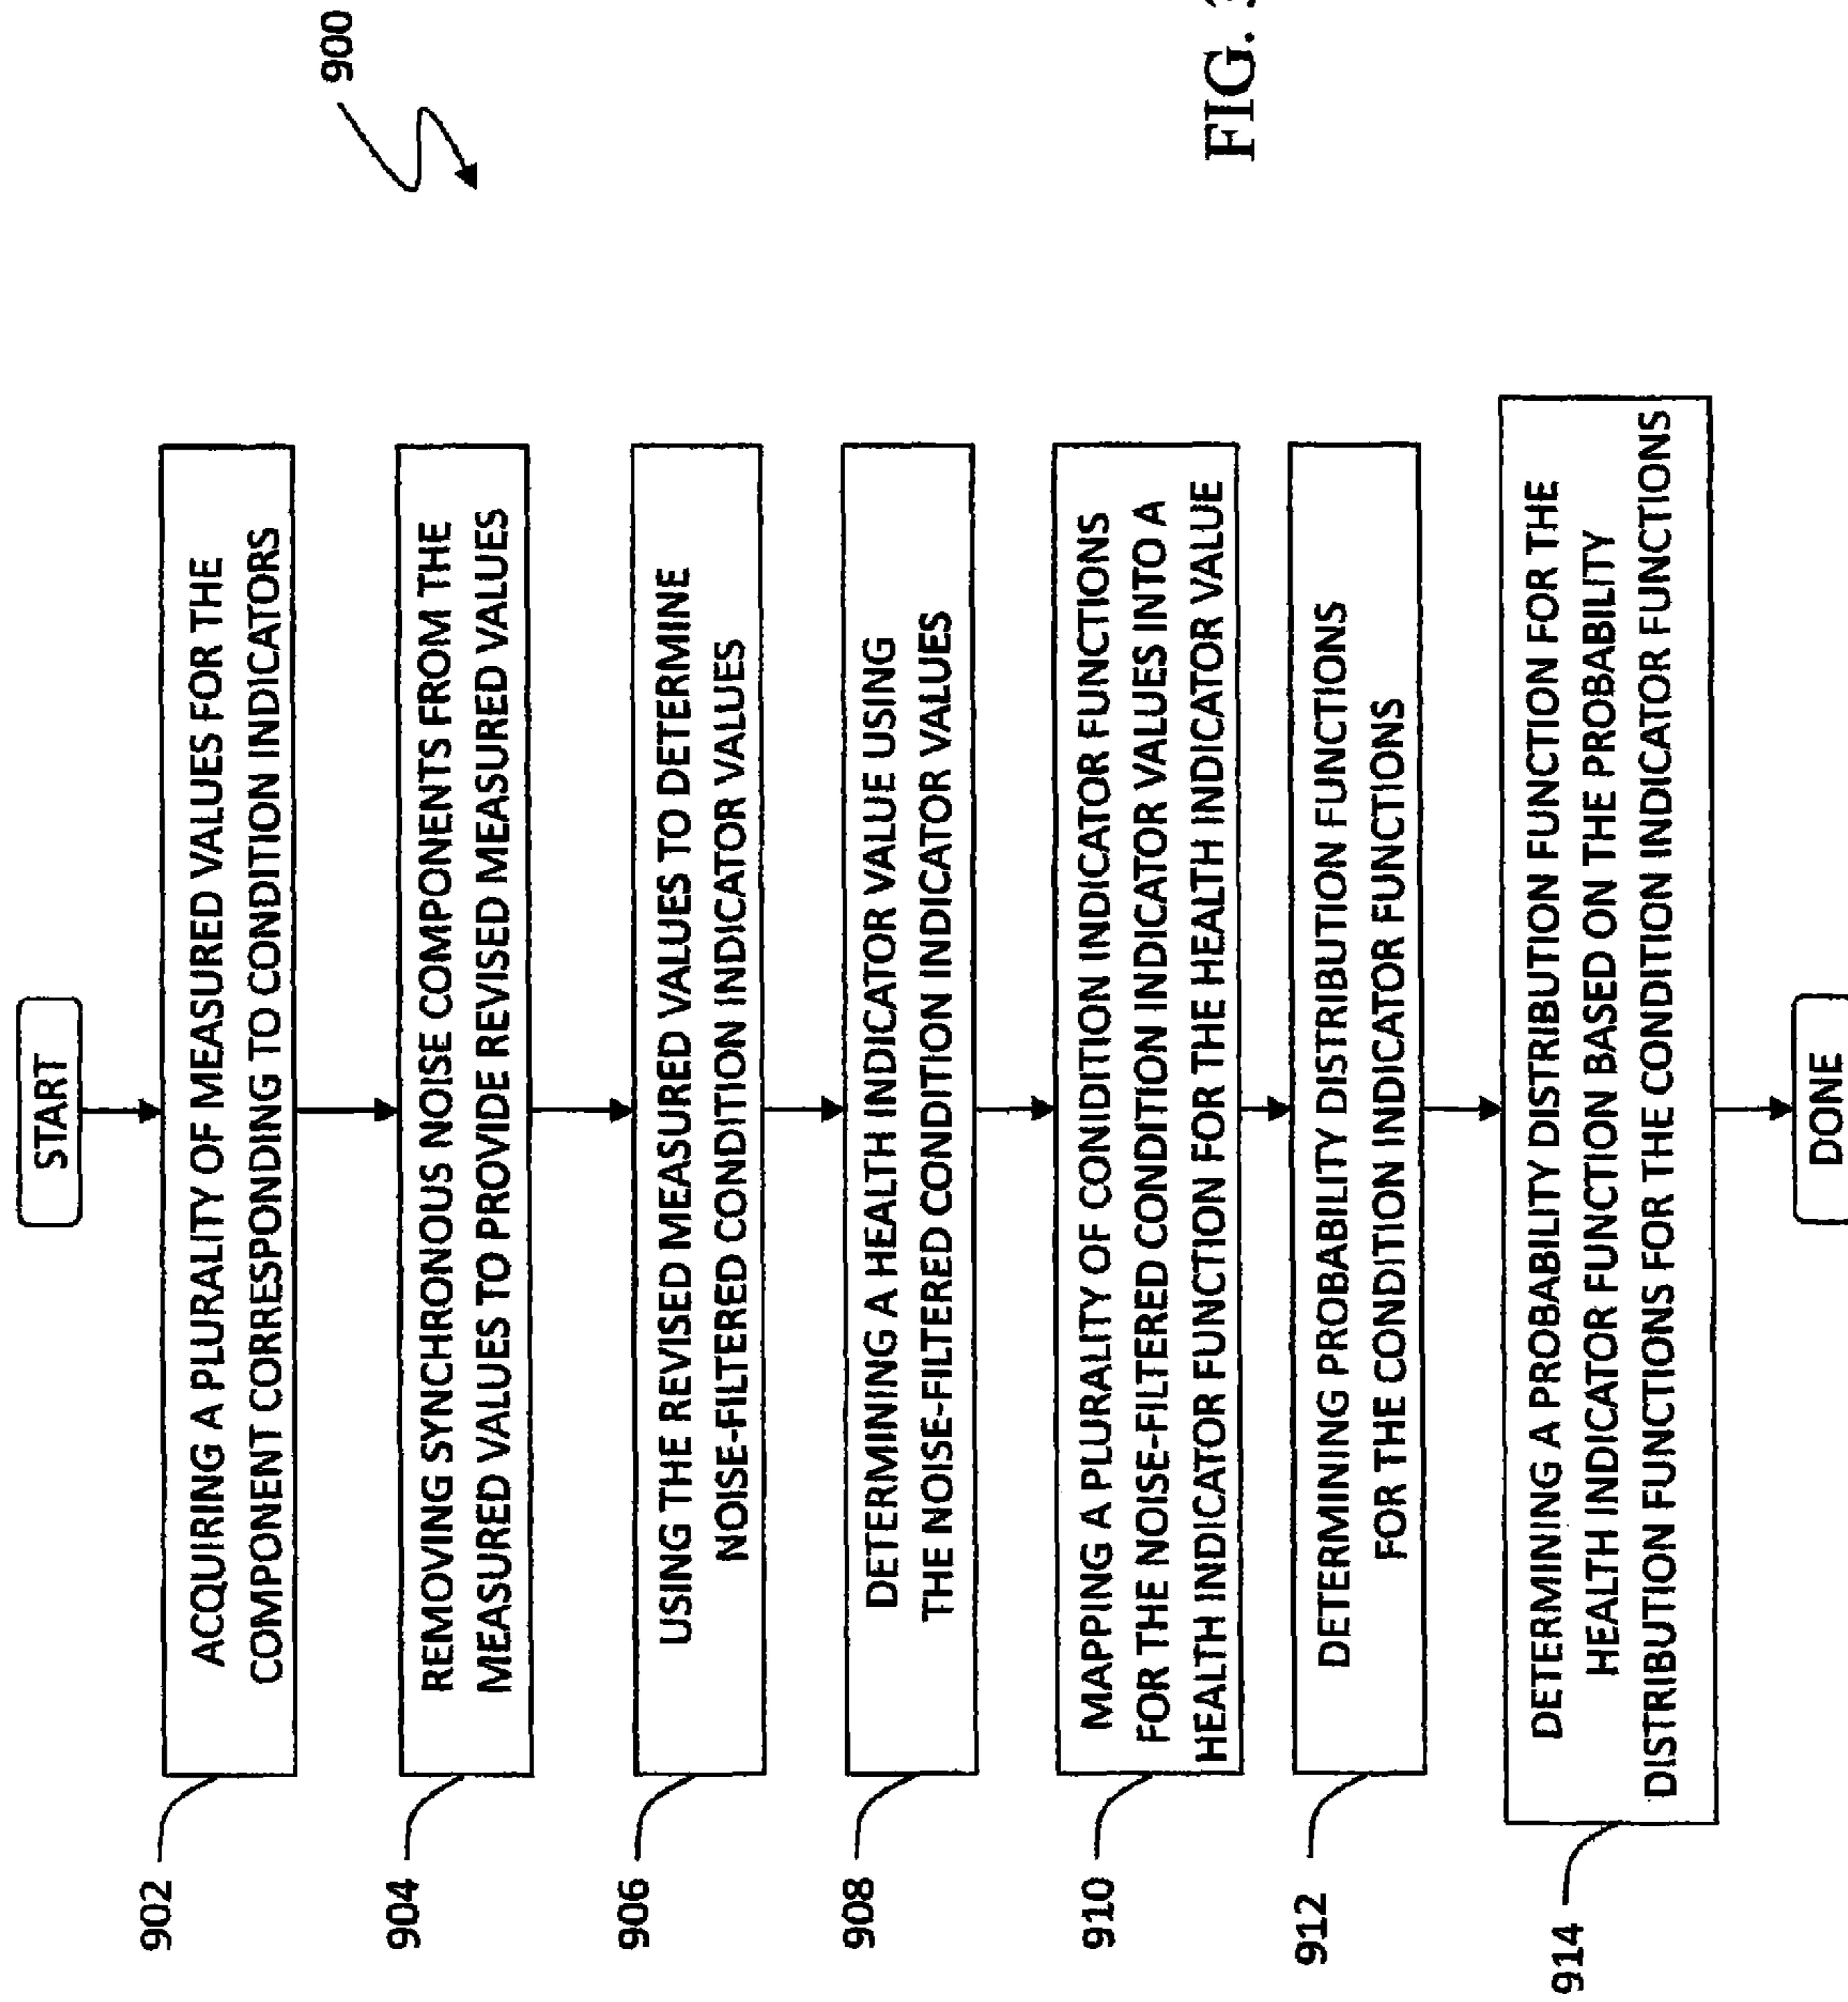 900
START
902
ACQUIRING A PLURALITY OF MEASURED VALUES FOR THE
COMPONENT CORRESPONDING TO CONDITION INDICATORS
904
REMOVING SYNCHRONOUS NOISE COMPONENTS FROM THE
MEASURED VALUES TO PROVIDE REVISED MEASURED VALUES
906
USING THE REVISED MEASURED VALUES TO DETERMINE
NOISE-FILTERED CONDITION INDICATOR VALUES
908
DETERMINING A HEALTH INDICATOR VALUE USING
THE NOISE-FILTERED CONDITION INDICATOR VALUES
910
MAPPING A PLURALITY OF CONIDITION INDICATOR FUNCTIONS
FOR THE NOISE-FILTERED CONDITION INDICATOR VALUES INTO A
HEALTH INDICATOR FUNCTION FOR THE HEALTH INDICATOR VALUE
912
DETERMINING PROBABILITY DISTRIBUTION FUNCTIONS
FOR THE CONDITION INDICATOR FUNCTIONS
914
DETERMINING A PROBABILITY DISTRIBUTION FUNCTION FOR THE
HEALTH INDICATOR FUNCTION BASED ON THE PROBABILITY
DISTRIBUTION FUNCTIONS FOR THE CONDITION INDICATOR FUNCTIONS
DONE
FIG.